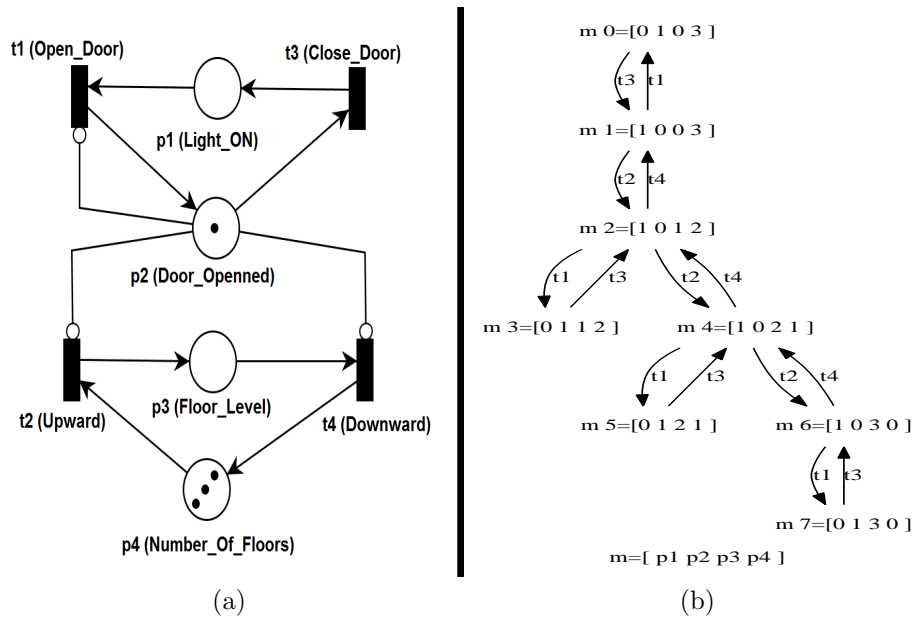 t1 (Open_Door)
t3 (Close_Door)
p1 (Light_ON)
p2 (Door_Openned)
p3 (Floor_Level)
t2 (Upward)
t4 (Downward)
p4 (Number_Of_Floors)
(a)
m 0=[0 1 0 3 ]
t3 t1
m 1=[1 0 0 3 ]
t2 t4
m 2=[1 0 1 2 ]
t1 t3 t2 t4
m 3=[0 1 1 2 ] m 4=[1 0 2 1 ]
t1 t3 t2 t4
m 5=[0 1 2 1 ] m 6=[1 0 3 0 ]
t1 t3
m 7=[0 1 3 0 ]
m=[ p1 p2 p3 p4 ]
(b)